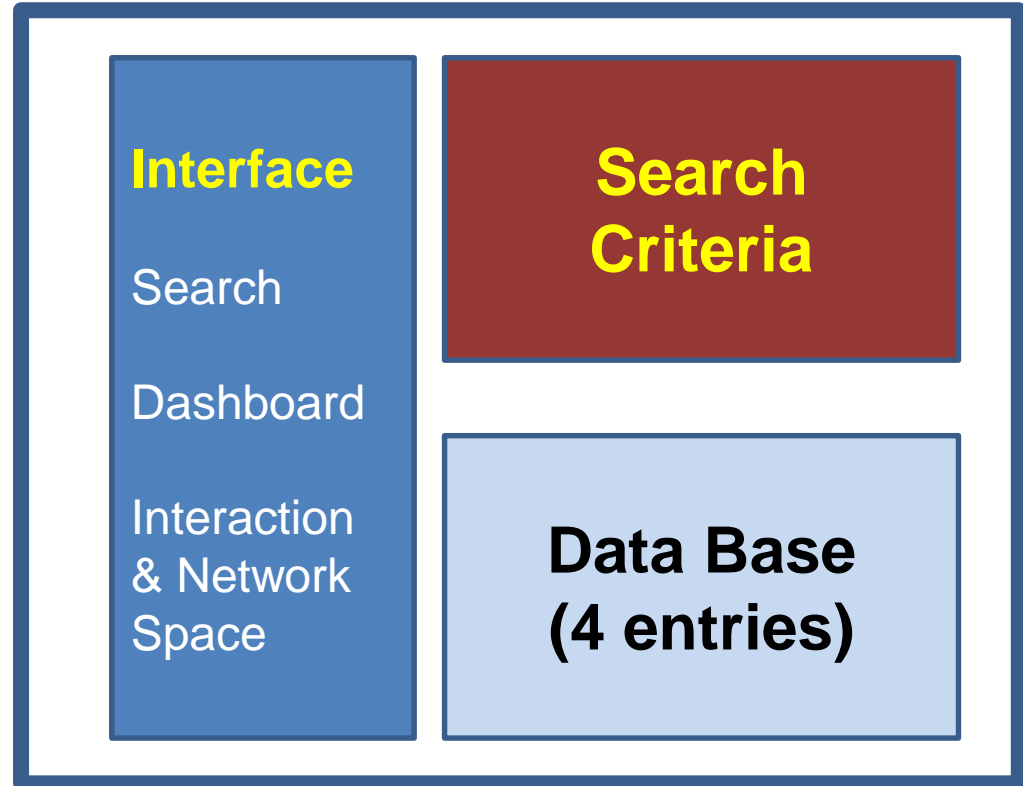 Interface
Search
Dashboard
Interaction
& Network
Space
Search
Criteria
Data Base
(4 entries)